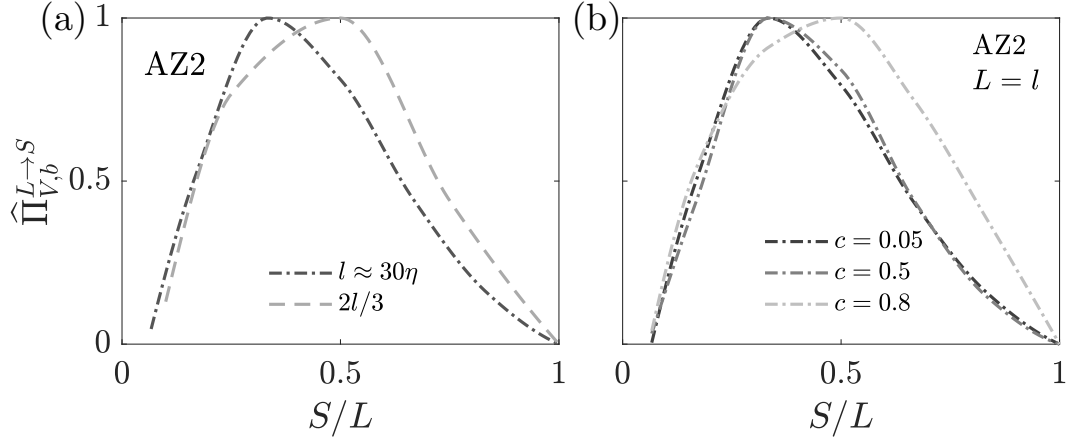 (a)
AZ2
l ≈ 30η
2l/3
1
0.5
0
0
0.5
1
S/L
Π̂_{V,b}^{L→S}
(b)
AZ2
L = l
c = 0.05
c = 0.5
c = 0.8
0
0.5
1
S/L